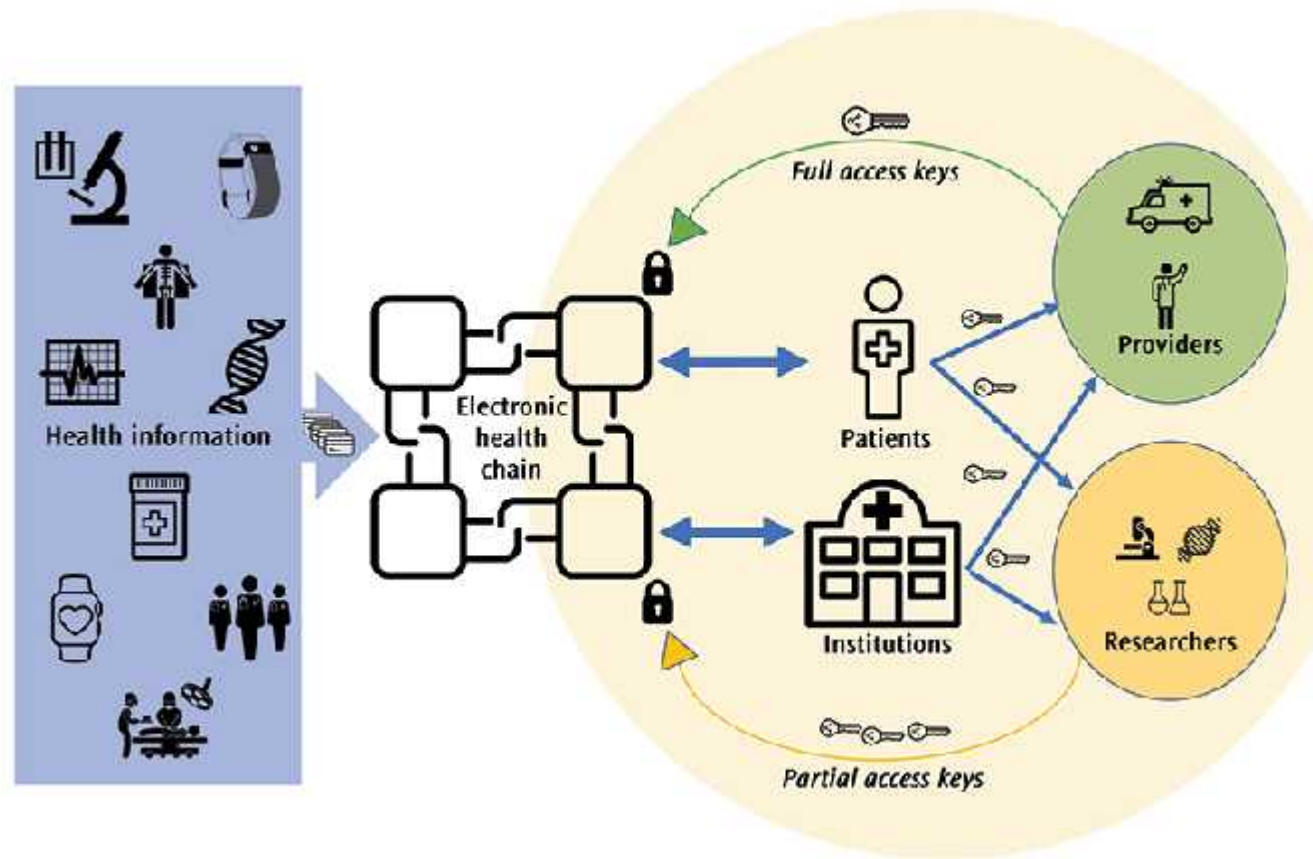 Full access keys
Providers
Health information
Electronic
health
chain
Patients
Institutions
Researchers
Partial access keys